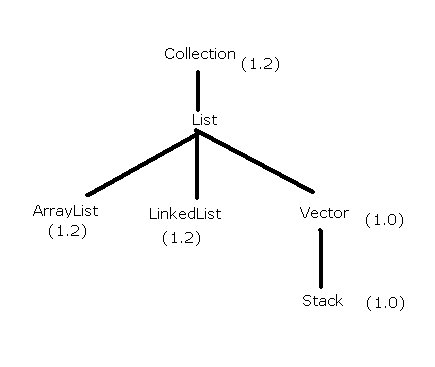 Collection (1.2)
List
ArrayList LinkedList Vector (1.0)
(1.2) (1.2)
Stack (1.0)